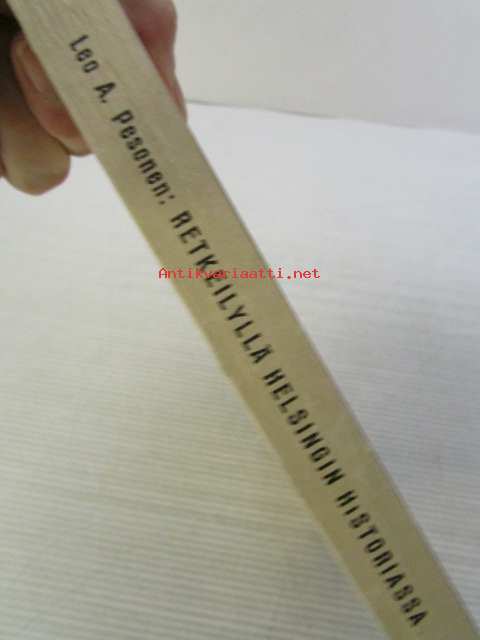 Leo A. Pesonen: RETKEILYLLÄ HELSINGIN HISTORIASSA
Antikvariaatti.net